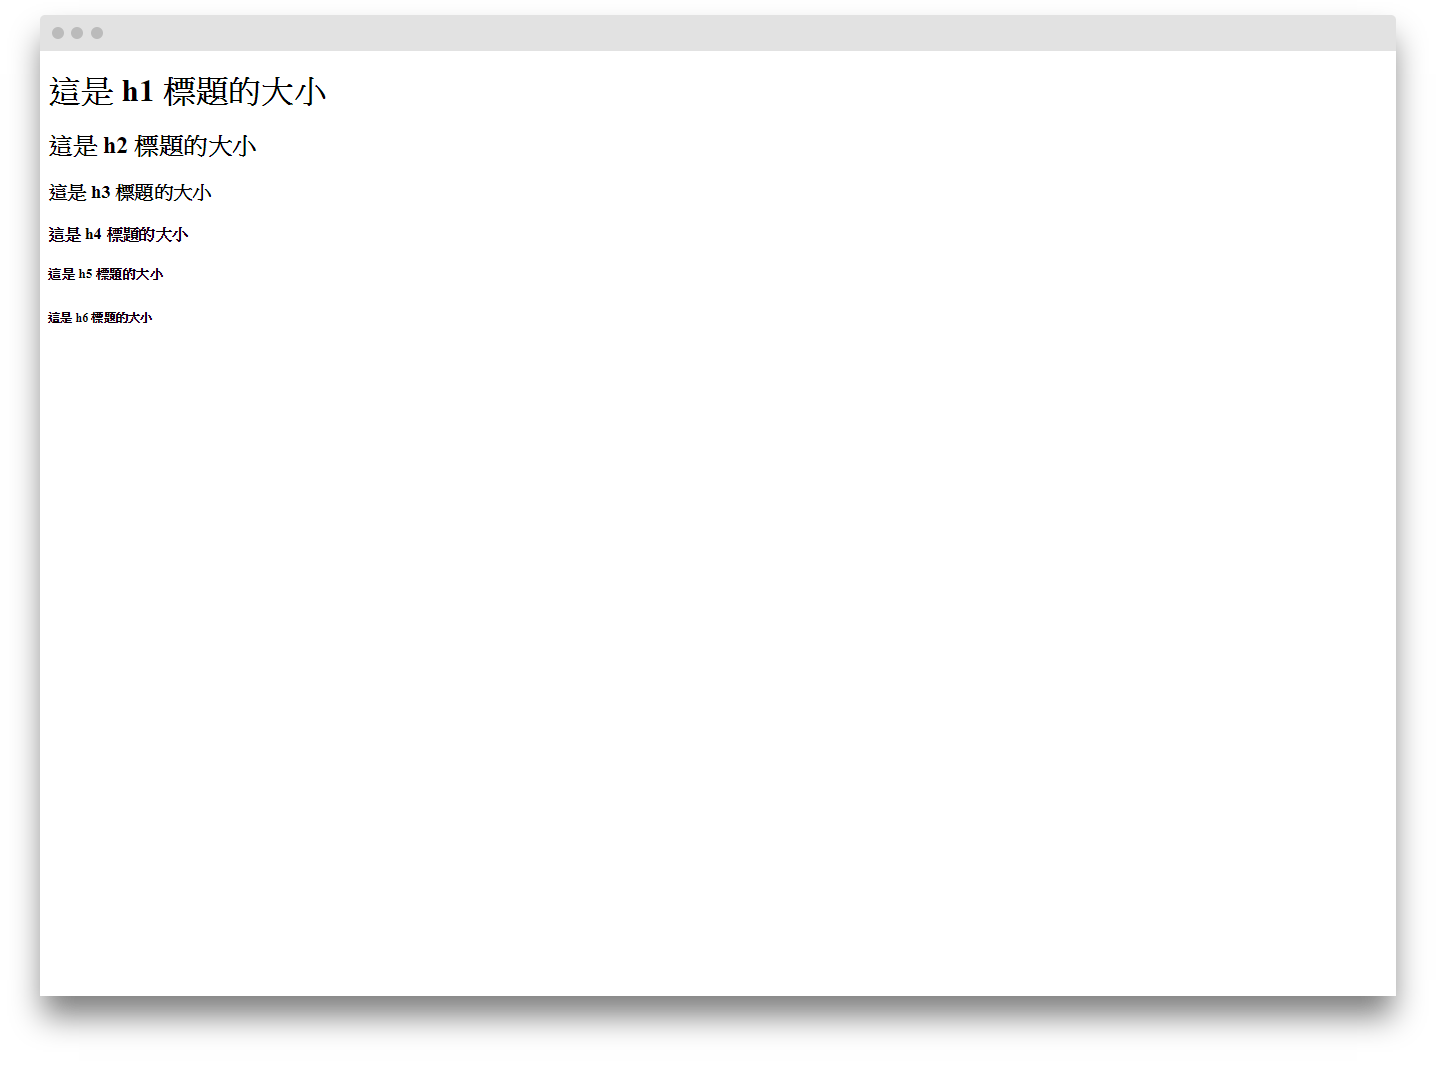 這是 h1 標題的大小
這是 h2 標題的大小
這是 h3 標題的大小
這是 h4 標題的大小
這是 h5 標題的大小
這是 h6 標題的大小